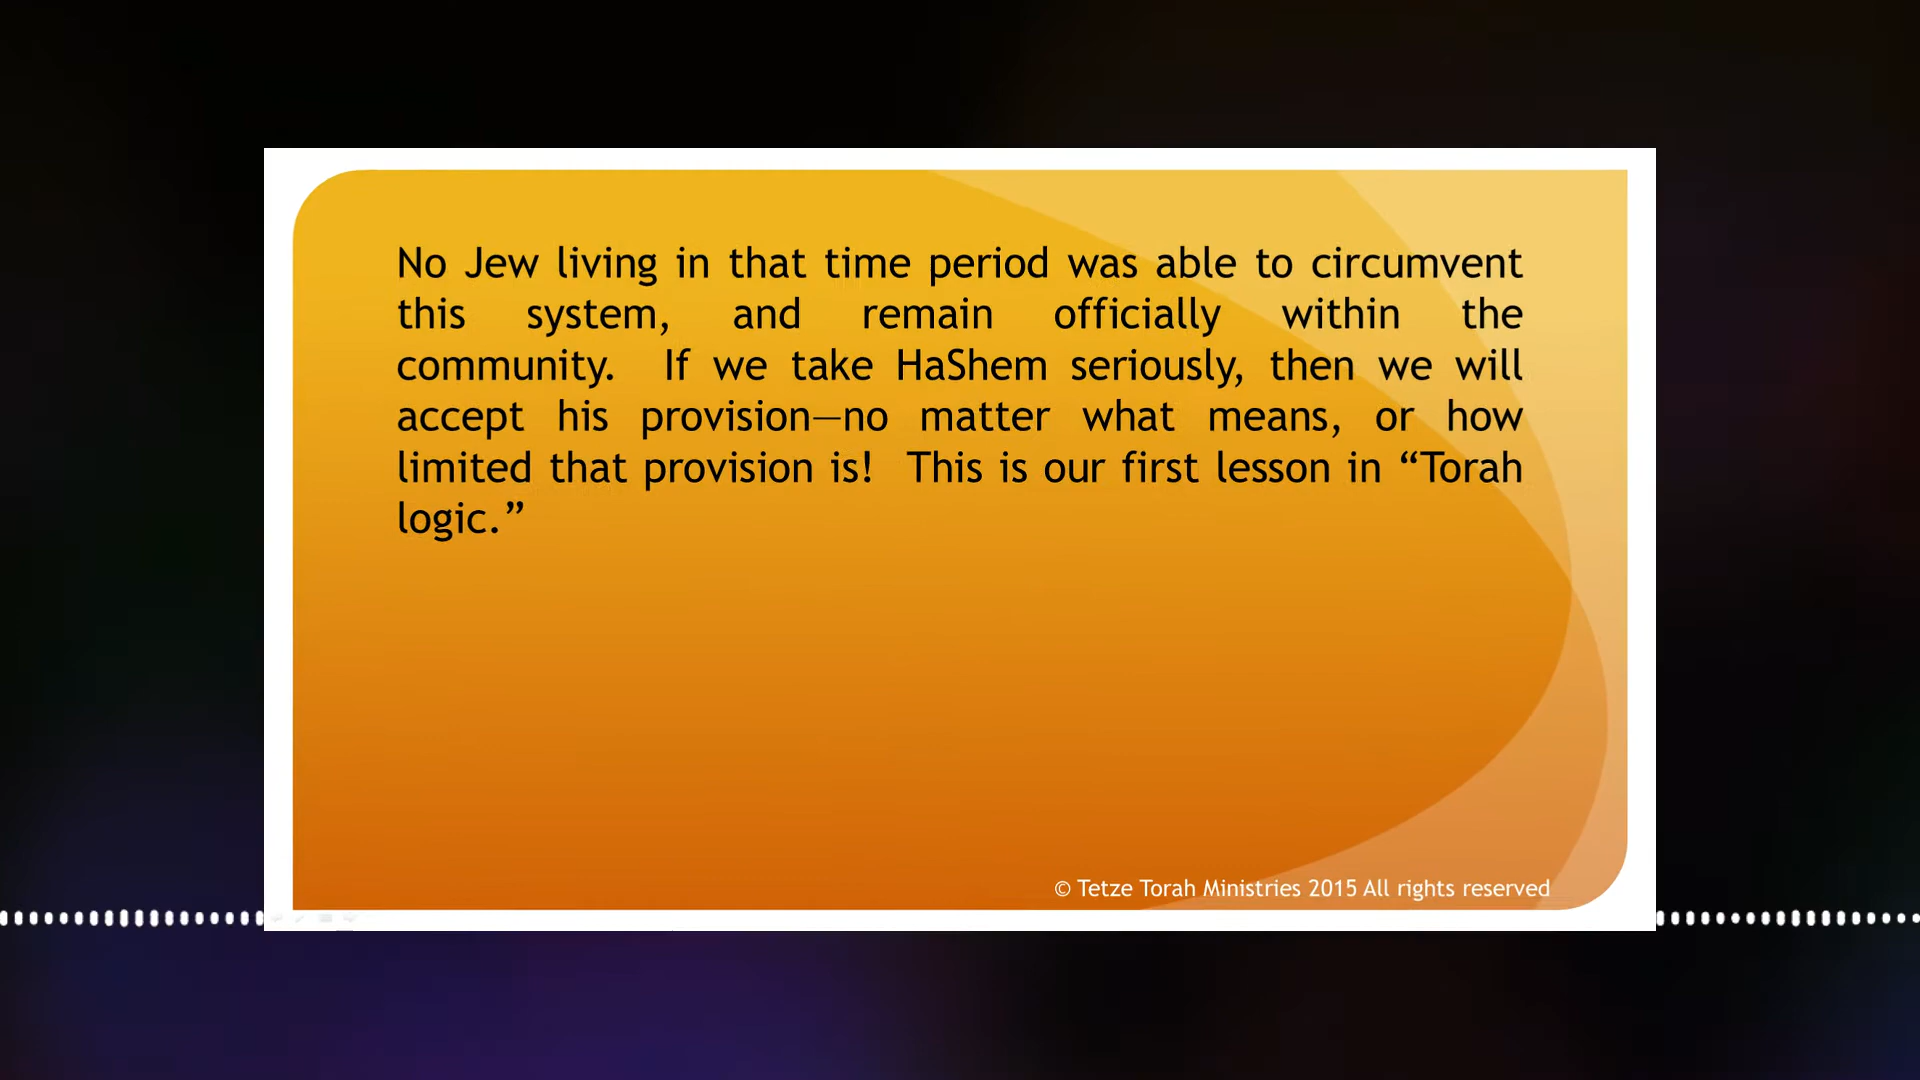 No Jew living in that time period was able to circumvent
this system, and remain officially within the
community.  If we take HaShem seriously, then we will
accept his provision—no matter what means, or how
limited that provision is!  This is our first lesson in “Torah
logic.”
© Tetze Torah Ministries 2015 All rights reserved